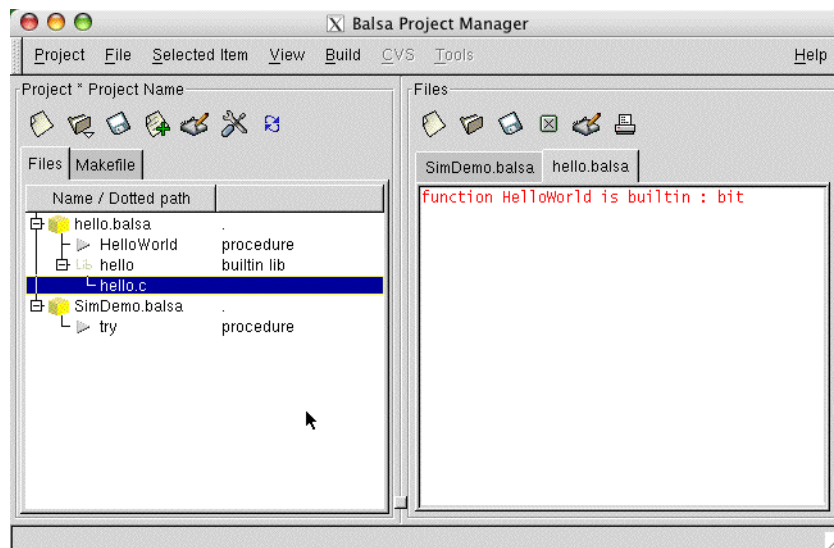 Balsa Project Manager
Project File Selected Item View Build CVS Tools Help
Project * Project Name
Files Makefile
Name / Dotted path
hello.balsa .
HelloWorld procedure
Lib hello builtin lib
hello.c
SimDemo.balsa .
try procedure
Files
SimDemo.balsa hello.balsa
function HelloWorld is builtin : bit